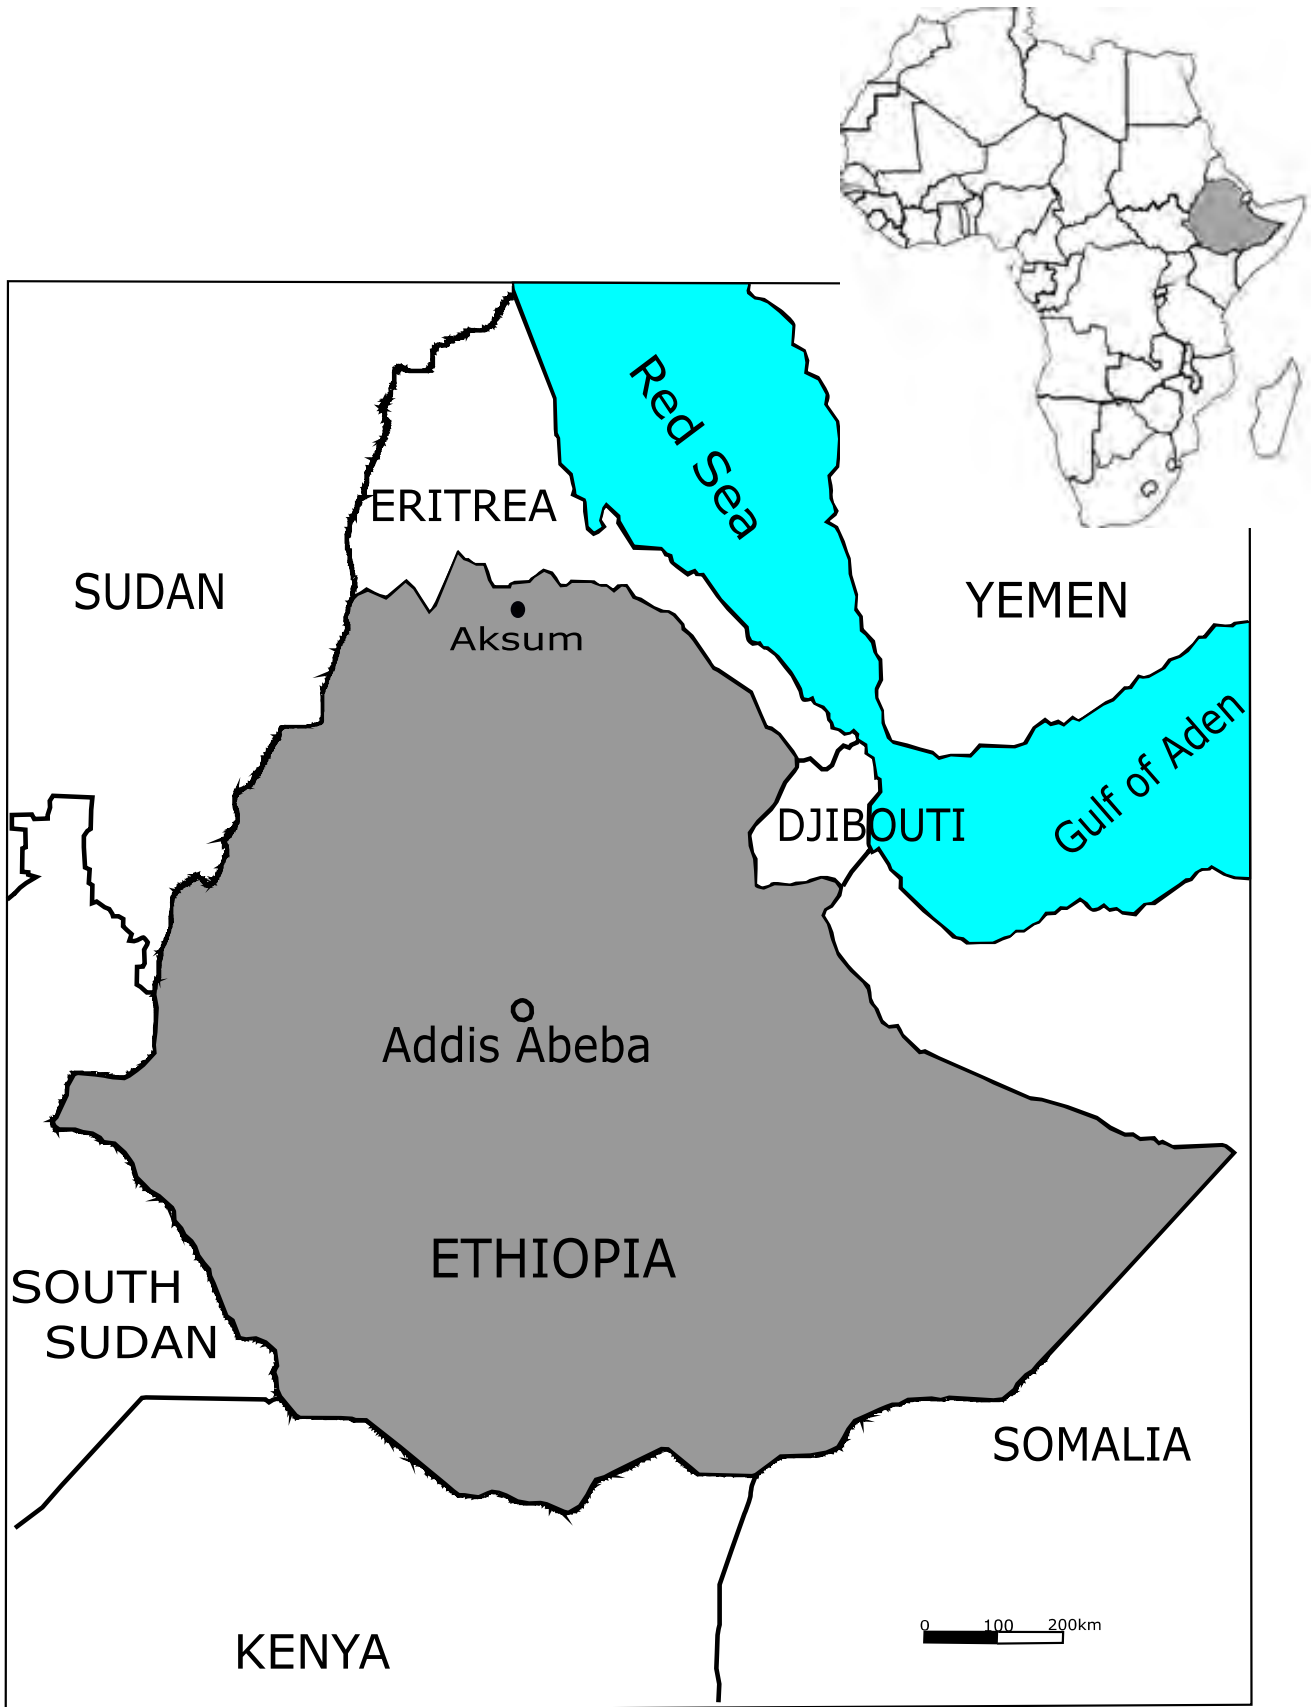 Red Sea
ERITREA
SUDAN
YEMEN
Aksum
Gulf of Aden
DJIBOUTI
Addis Abeba
ETHIOPIA
SOUTH
SUDAN
SOMALIA
0 100 200km
KENYA